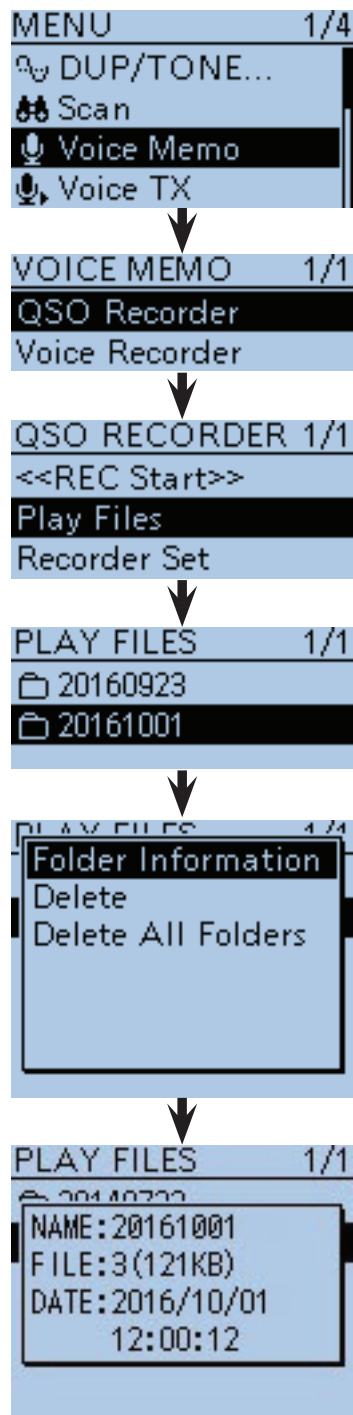 MENU 1/4
DUP/TONE...
Scan
Voice Memo
Voice TX
VOICE MEMO 1/1
QSO Recorder
Voice Recorder
QSO RECORDER 1/1
<<REC Start>>
Play Files
Recorder Set
PLAY FILES 1/1
20160923
20161001
PLAY FILES 1/1
Folder Information
Delete
Delete All Folders
PLAY FILES 1/1
NAME:20161001
FILE:3(121KB)
DATE:2016/10/01
12:00:12